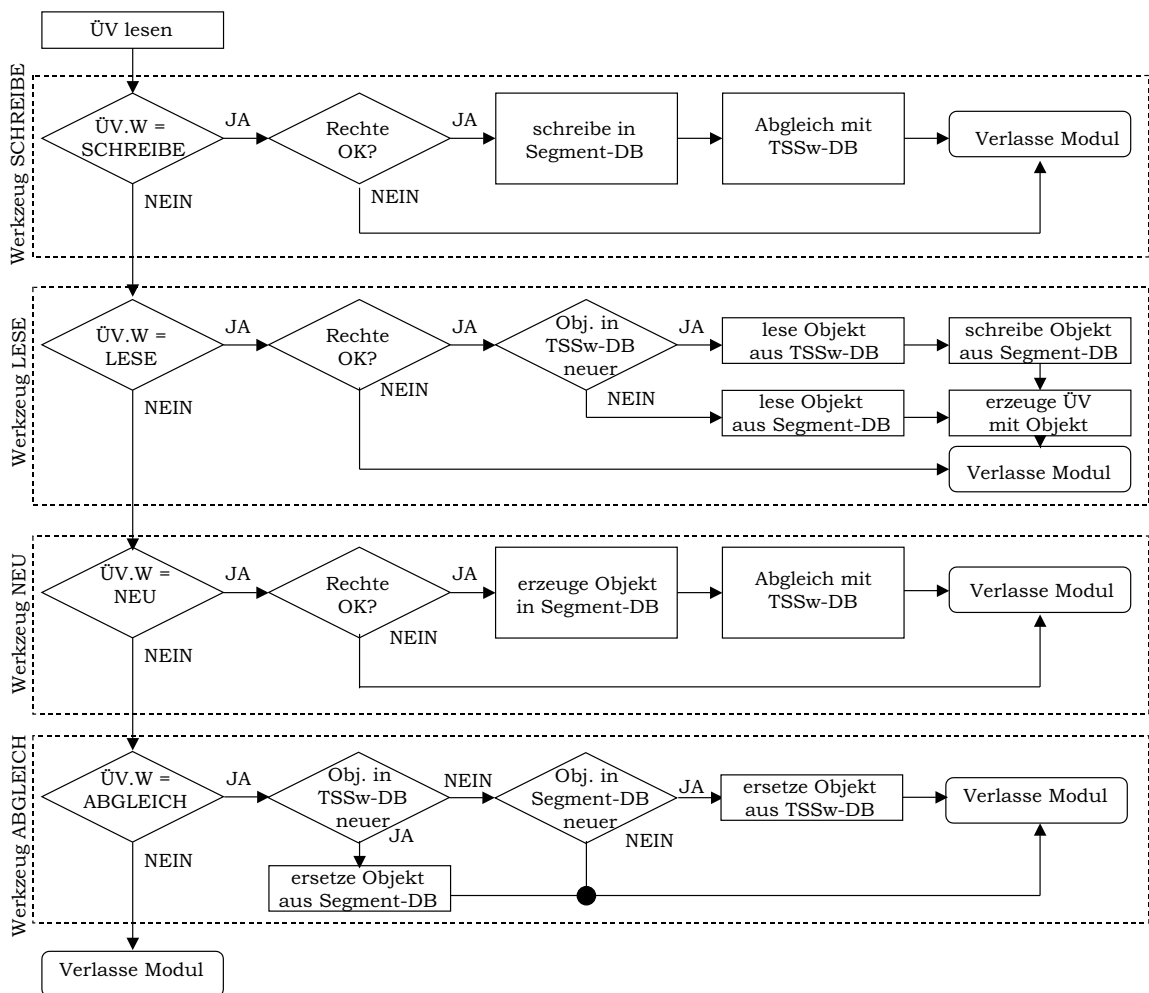 ÜV lesen
Werkzeug SCHREIBE
ÜV.W =
SCHREIBE
JA
NEIN
Rechte
OK?
JA
NEIN
schreibe in
Segment-DB
Abgleich mit
TSSw-DB
Verlasse Modul
Werkzeug LESE
ÜV.W =
LESE
JA
NEIN
Rechte
OK?
JA
NEIN
Obj. in
TSSw-DB
neuer
JA
NEIN
lese Objekt
aus TSSw-DB
schreibe Objekt
aus Segment-DB
lese Objekt
aus Segment-DB
erzeuge ÜV
mit Objekt
Verlasse Modul
Werkzeug NEU
ÜV.W =
NEU
JA
NEIN
Rechte
OK?
JA
NEIN
erzeuge Objekt
in Segment-DB
Abgleich mit
TSSw-DB
Verlasse Modul
Werkzeug ABGLEICH
ÜV.W =
ABGLEICH
JA
NEIN
Obj. in
TSSw-DB
neuer
NEIN
JA
Obj. in
Segment-DB
neuer
JA
NEIN
ersetze Objekt
aus TSSw-DB
Verlasse Modul
ersetze Objekt
aus Segment-DB
Verlasse Modul